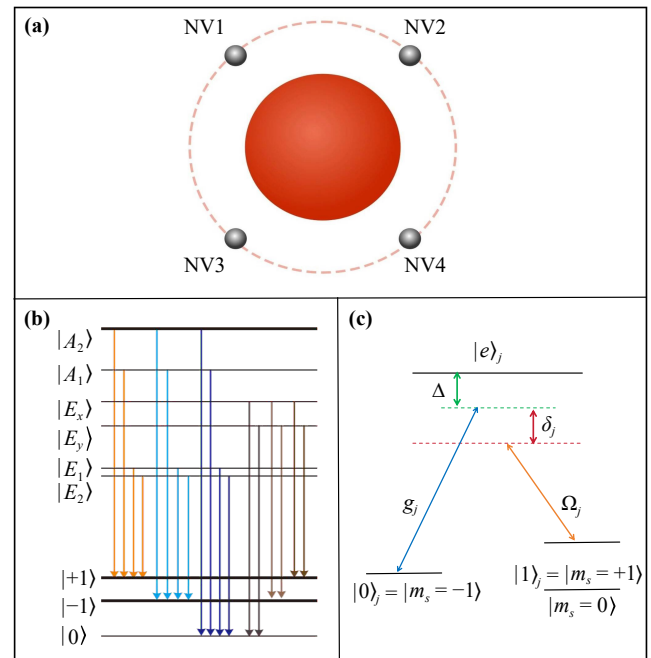 (a)
NV1
NV2
NV3
NV4
(b)
|A₂⟩
|A₁⟩
|Eₓ⟩
|E_y⟩
|E₁⟩
|E₂⟩
|+1⟩
|−1⟩
|0⟩
(c)
|e⟩ⱼ
Δ
δⱼ
gⱼ
Ωⱼ
|0⟩ⱼ = |mₛ = −1⟩
|1⟩ⱼ = |mₛ = +1⟩
|mₛ = 0⟩